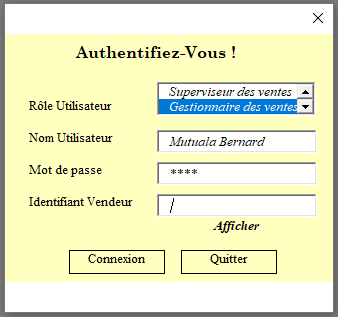 Authentifiez-Vous !
Superviseur des ventes
Rôle Utilisateur
Gestionnaire des ventes
Nom Utilisateur Mutuala Bernard
Mot de passe ****
Identifiant Vendeur
Afficher
Connexion Quitter